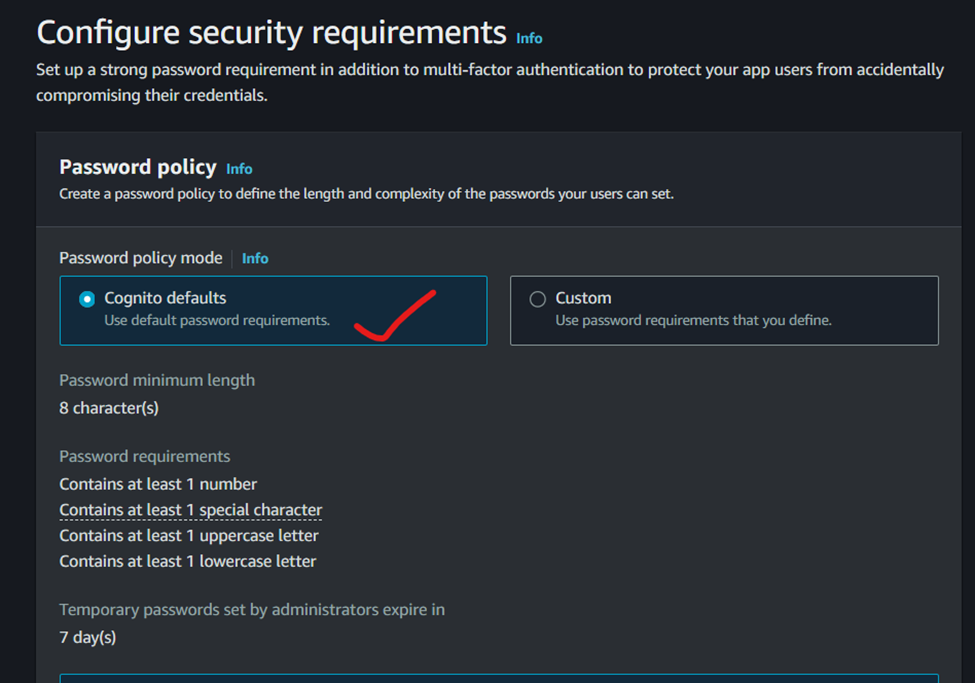 Configure security requirements Info
Set up a strong password requirement in addition to multi-factor authentication to protect your app users from accidentally
compromising their credentials.
Password policy Info
Create a password policy to define the length and complexity of the passwords your users can set.
Password policy mode Info
Cognito defaults
Use default password requirements.
Custom
Use password requirements that you define.
Password minimum length
8 character(s)
Password requirements
Contains at least 1 number
Contains at least 1 special character
Contains at least 1 uppercase letter
Contains at least 1 lowercase letter
Temporary passwords set by administrators expire in
7 day(s)